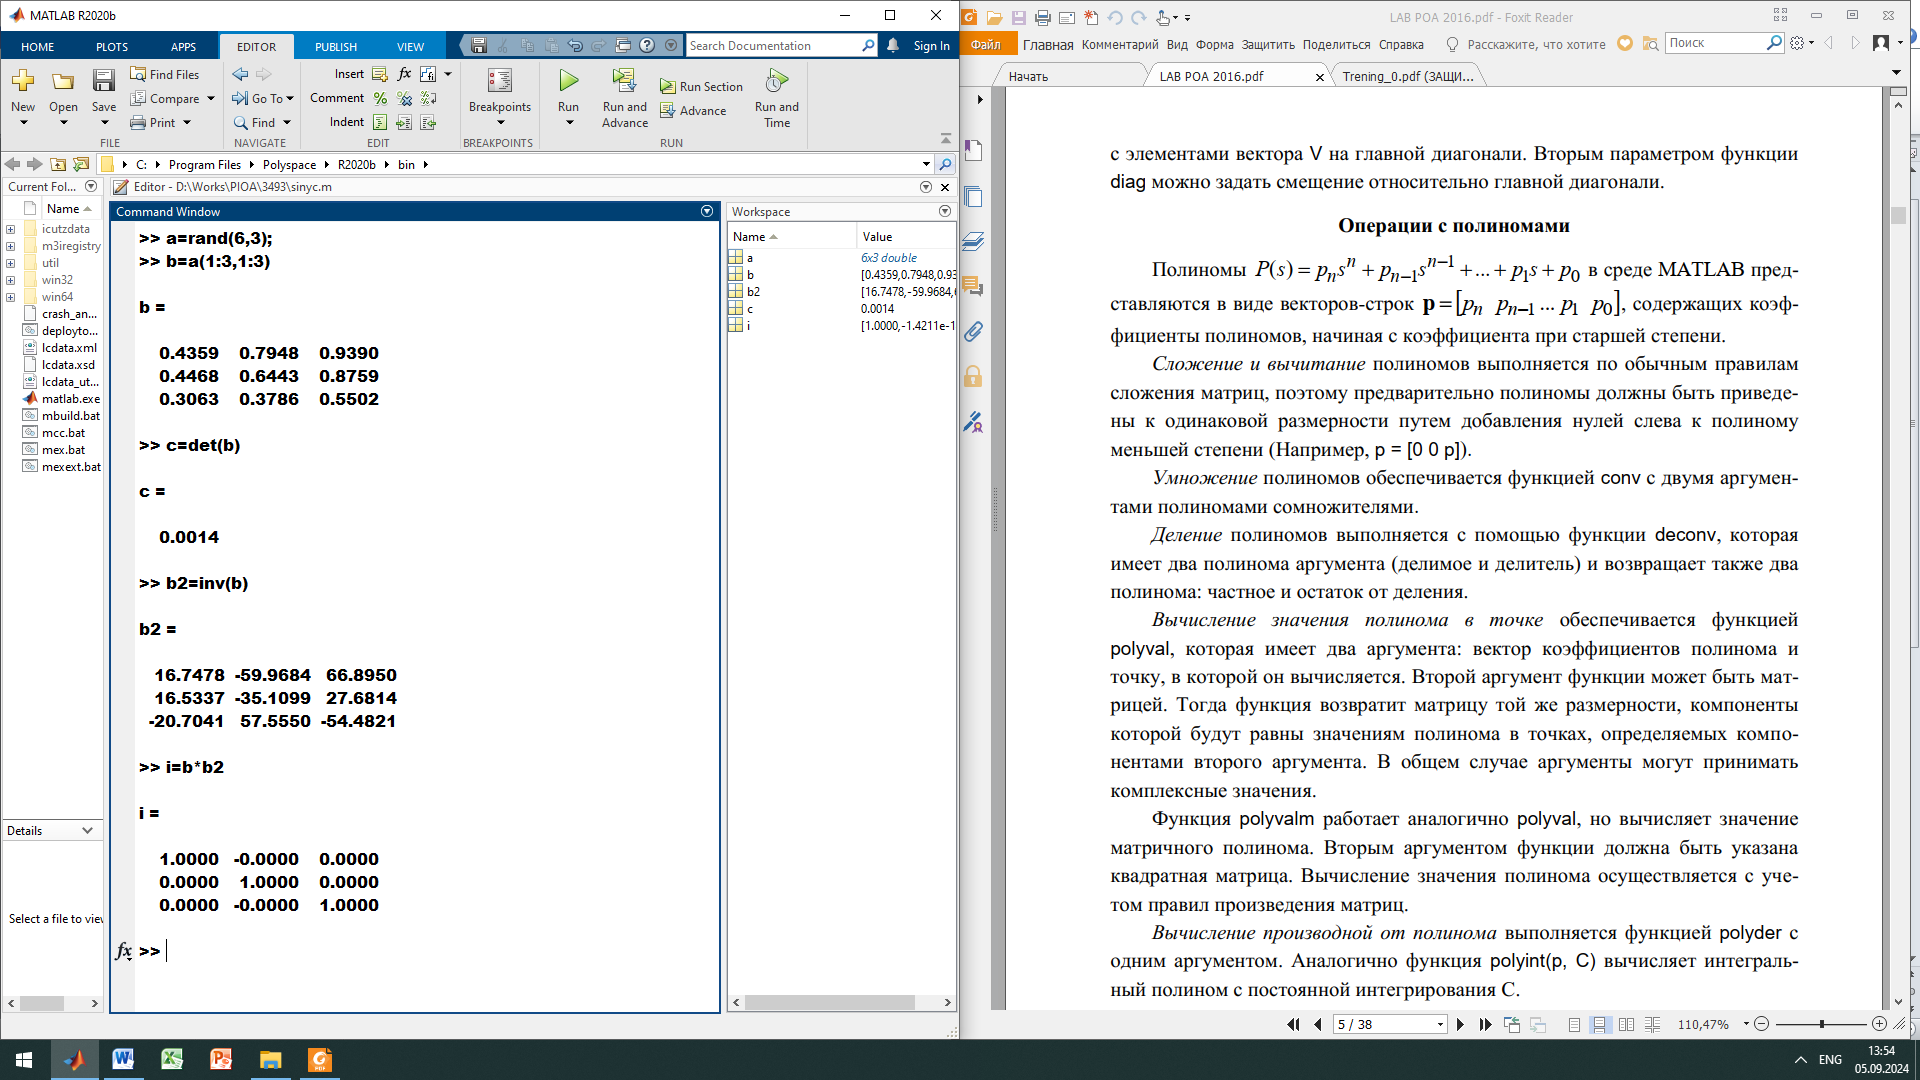 MATLAB R2020b
HOME PLOTS APPS EDITOR PUBLISH VIEW Search Documentation Sign In
New Open Save Find Files Compare Print
FILE
Go To Find
NAVIGATE
Insert fx
Comment
Indent
EDIT
Breakpoints
BREAKPOINTS
Run Run and Advance Run Section Advance Run and Time
RUN
C: Program Files Polyspace R2020b bin
Current Fol...
Name
icutzdata
m3iregistry
util
win32
win64
crash_an...
deployto...
lcdata.xml
lcdata.xsd
lcdata_ut...
matlab.exe
mbuild.bat
mcc.bat
mex.bat
mexext.bat
Details
Select a file to view
Editor - D:\Works\PIOA\3493\sinyc.m
Command Window
>> a=rand(6,3);
>> b=a(1:3,1:3)
b =
0.4359 0.7948 0.9390
0.4468 0.6443 0.8759
0.3063 0.3786 0.5502
>> c=det(b)
c =
0.0014
>> b2=inv(b)
b2 =
16.7478 -59.9684 66.8950
16.5337 -35.1099 27.6814
-20.7041 57.5550 -54.4821
>> i=b*b2
i =
1.0000 -0.0000 0.0000
0.0000 1.0000 0.0000
0.0000 -0.0000 1.0000
fx >>
Workspace
Name Value
a 6x3 double
b [0.4359,0.7948,0.93
b2 [16.7478,-59.9684,6
c 0.0014
i [1.0000,-1.4211e-1
LAB POA 2016.pdf - Foxit Reader
Файл Главная Комментарий Вид Форма Защитить Поделиться Справка Расскажите, что хотите Поиск
Начать LAB POA 2016.pdf Trening_0.pdf (ЗАЩИ...
с элементами вектора V на главной диагонали. Вторым параметром функции
diag можно задать смещение относительно главной диагонали.
Операции с полиномами
Полиномы P(s) = pₙsⁿ + pₙ₋₁sⁿ⁻¹ + ... + p₁s + p₀ в среде MATLAB пред-
ставляются в виде векторов-строк p = [pₙ pₙ₋₁ ... p₁ p₀], содержащих коэф-
фициенты полиномов, начиная с коэффициента при старшей степени.
Сложение и вычитание полиномов выполняется по обычным правилам
сложения матриц, поэтому предварительно полиномы должны быть приведе-
ны к одинаковой размерности путем добавления нулей слева к полиному
меньшей степени (Например, p = [0 0 p]).
Умножение полиномов обеспечивается функцией conv с двумя аргумен-
тами полиномами сомножителями.
Деление полиномов выполняется с помощью функции deconv, которая
имеет два полинома аргумента (делимое и делитель) и возвращает также два
полинома: частное и остаток от деления.
Вычисление значения полинома в точке обеспечивается функцией
polyval, которая имеет два аргумента: вектор коэффициентов полинома и
точку, в которой он вычисляется. Второй аргумент функции может быть мат-
рицей. Тогда функция возвратит матрицу той же размерности, компоненты
которой будут равны значениям полинома в точках, определяемых компо-
нентами второго аргумента. В общем случае аргументы могут принимать
комплексные значения.
Функция polyvalm работает аналогично polyval, но вычисляет значение
матричного полинома. Вторым аргументом функции должна быть указана
квадратная матрица. Вычисление значения полинома осуществляется с уче-
том правил произведения матриц.
Вычисление производной от полинома выполняется функцией polyder с
одним аргументом. Аналогично функция polyint(p, C) вычисляет интеграль-
ный полином с постоянной интегрирования C.
5 / 38 110,47%
ENG 13:54
05.09.2024